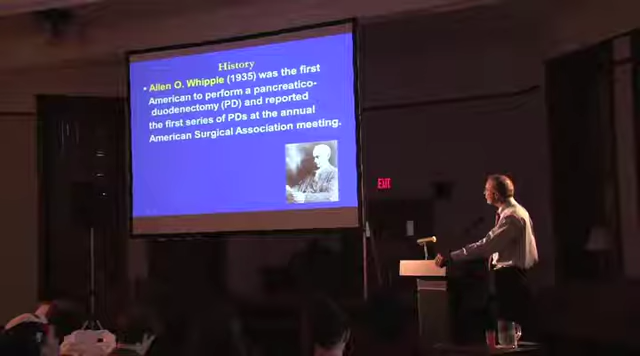 History
• Allen O. Whipple (1935) was the first
American to perform a pancreatico-
duodenectomy (PD) and reported
the first series of PDs at the annual
American Surgical Association meeting.
EXIT